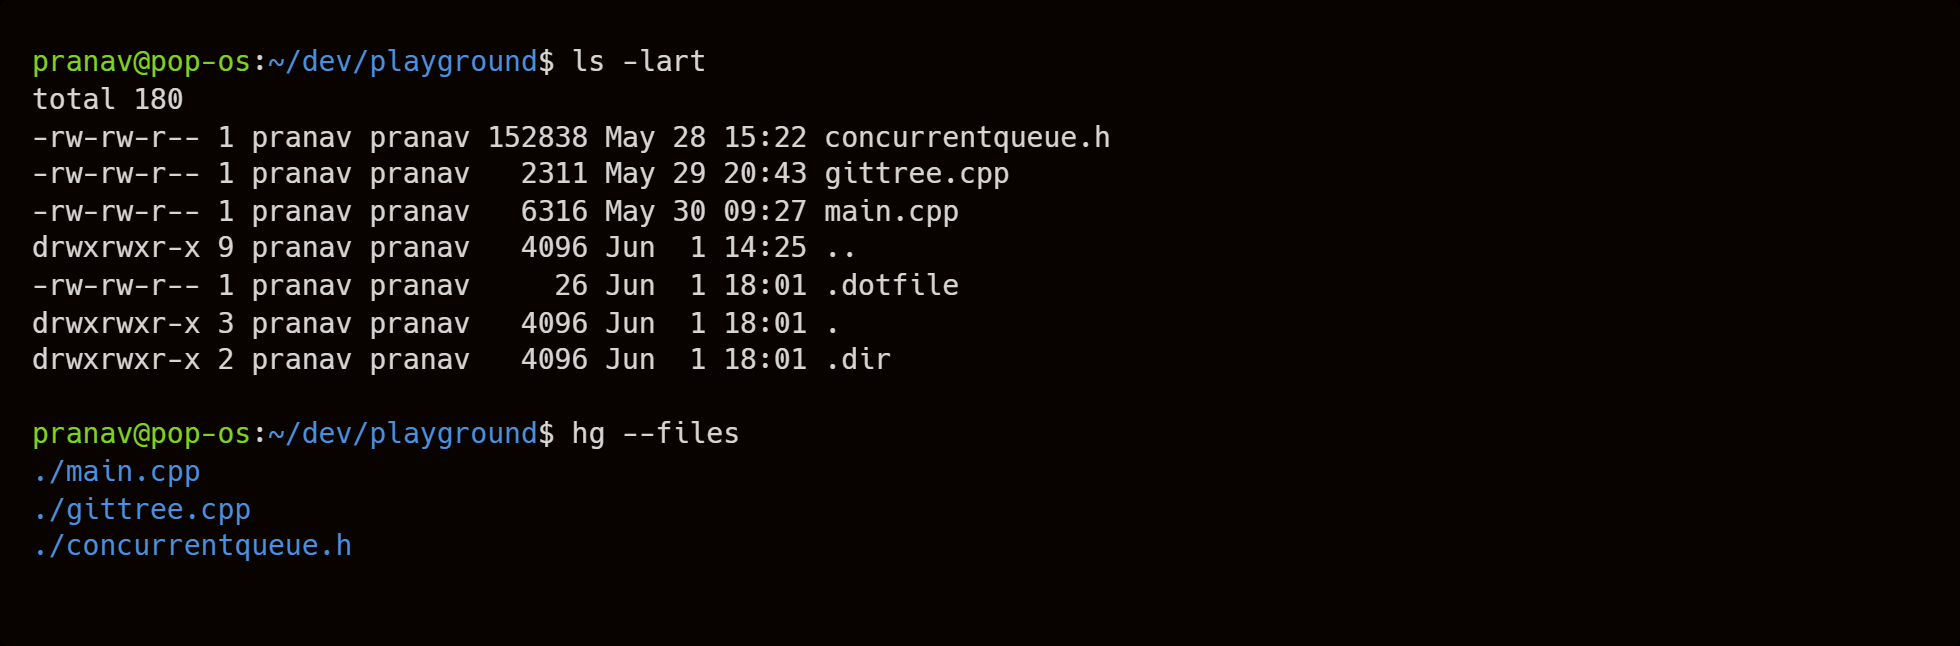 pranav@pop-os:~/dev/playground$ ls -lart
total 180
-rw-rw-r-- 1 pranav pranav 152838 May 28 15:22 concurrentqueue.h
-rw-rw-r-- 1 pranav pranav   2311 May 29 20:43 gittree.cpp
-rw-rw-r-- 1 pranav pranav   6316 May 30 09:27 main.cpp
drwxrwxr-x 9 pranav pranav   4096 Jun  1 14:25 ..
-rw-rw-r-- 1 pranav pranav     26 Jun  1 18:01 .dotfile
drwxrwxr-x 3 pranav pranav   4096 Jun  1 18:01 .
drwxrwxr-x 2 pranav pranav   4096 Jun  1 18:01 .dir
pranav@pop-os:~/dev/playground$ hg --files
./main.cpp
./gittree.cpp
./concurrentqueue.h